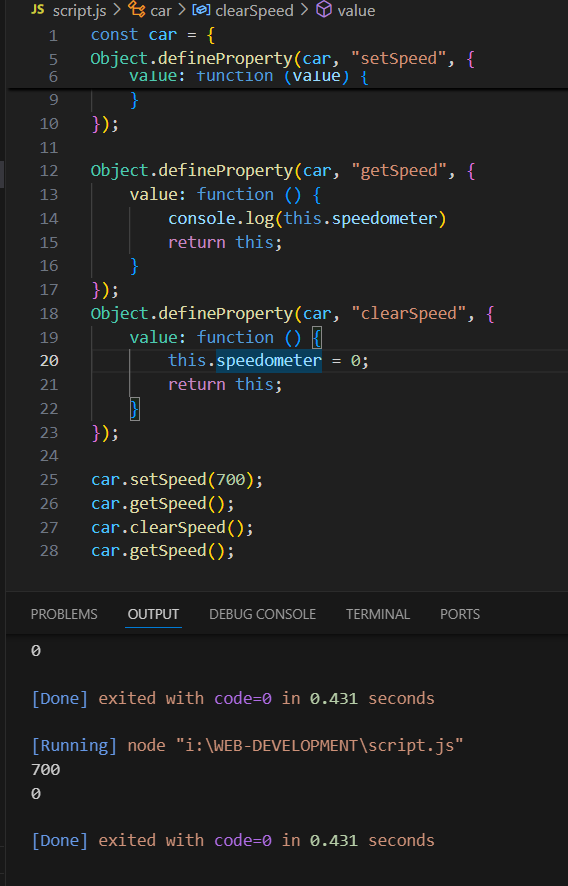 JS script.js > car > clearSpeed > value
1 const car = {
5 Object.defineProperty(car, "setSpeed", {
6 value: function (value) {
9 }
10 });
11
12 Object.defineProperty(car, "getSpeed", {
13 value: function () {
14 console.log(this.speedometer)
15 return this;
16 }
17 });
18 Object.defineProperty(car, "clearSpeed", {
19 value: function () {
20 this.speedometer = 0;
21 return this;
22 }
23 });
24
25 car.setSpeed(700);
26 car.getSpeed();
27 car.clearSpeed();
28 car.getSpeed();
PROBLEMS OUTPUT DEBUG CONSOLE TERMINAL PORTS
0
[Done] exited with code=0 in 0.431 seconds
[Running] node "i:\WEB-DEVELOPMENT\script.js"
700
0
[Done] exited with code=0 in 0.431 seconds